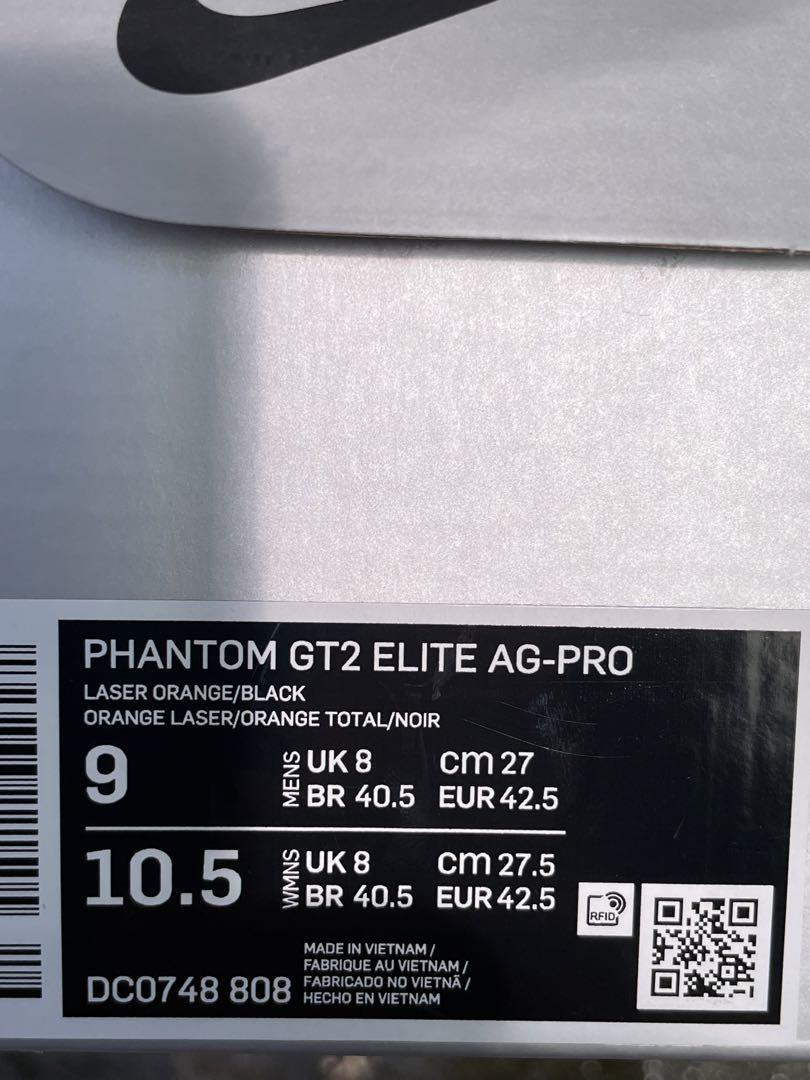 PHANTOM GT2 ELITE AG-PRO
LASER ORANGE/BLACK
ORANGE LASER/ORANGE TOTAL/NOIR
9 MENS UK 8 cm 27
BR 40.5 EUR 42.5
10.5 WMNS UK 8 cm 27.5
BR 40.5 EUR 42.5
RFID
MADE IN VIETNAM /
FABRIQUE AU VIETNAM /
FABRICADO NO VIETNÃ /
HECHO EN VIETNAM
DC0748 808